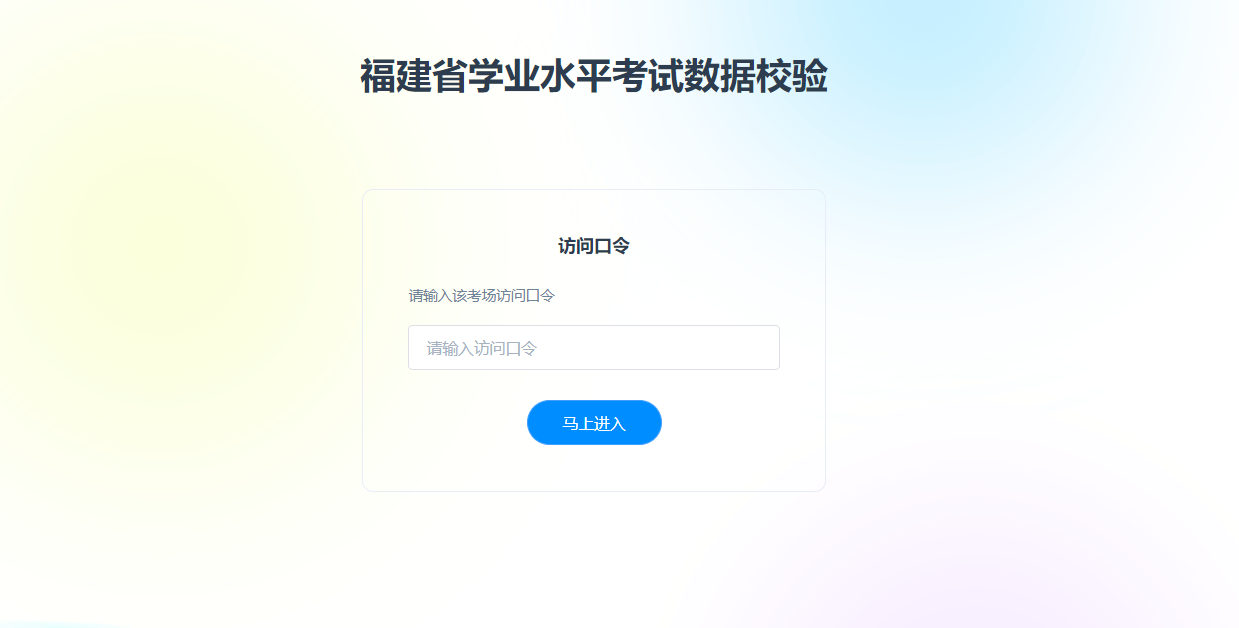 福建省学业水平考试数据校验
访问口令
请输入该考场访问口令
请输入访问口令
马上进入